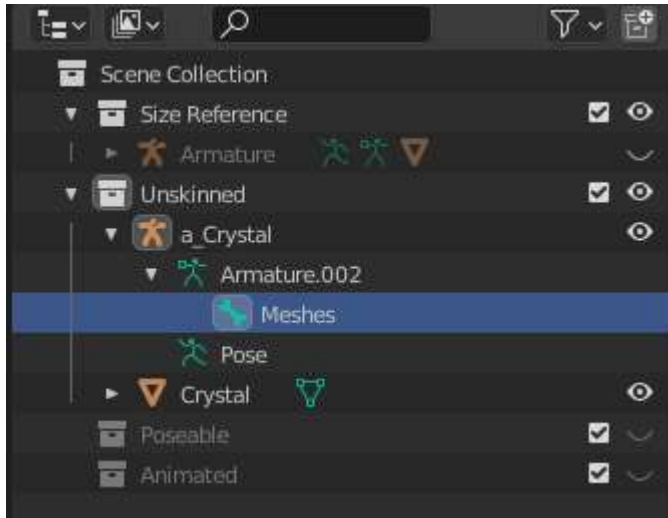 Scene Collection
Size Reference
Armature
Unskinned
a_Crystal
Armature.002
Meshes
Pose
Crystal
Poseable
Animated